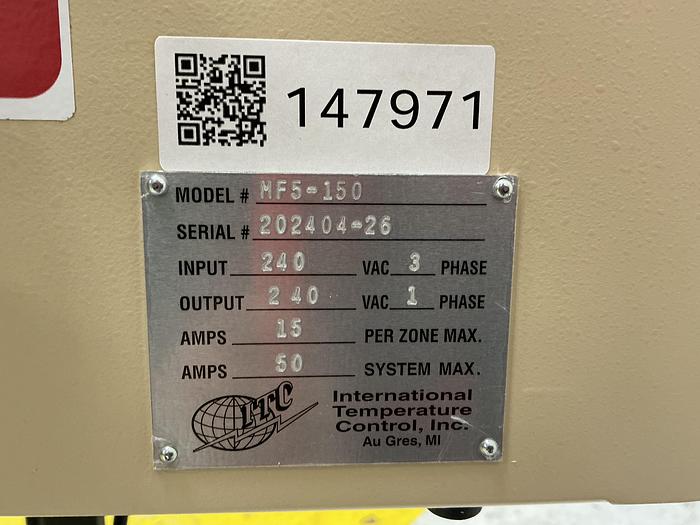 147971
MODEL # MF5-150
SERIAL # 202404-26
INPUT 240 VAC 3 PHASE
OUTPUT 240 VAC 1 PHASE
AMPS 15 PER ZONE MAX.
AMPS 50 SYSTEM MAX.
ITC
International
Temperature
Control, Inc.
Au Gres, MI